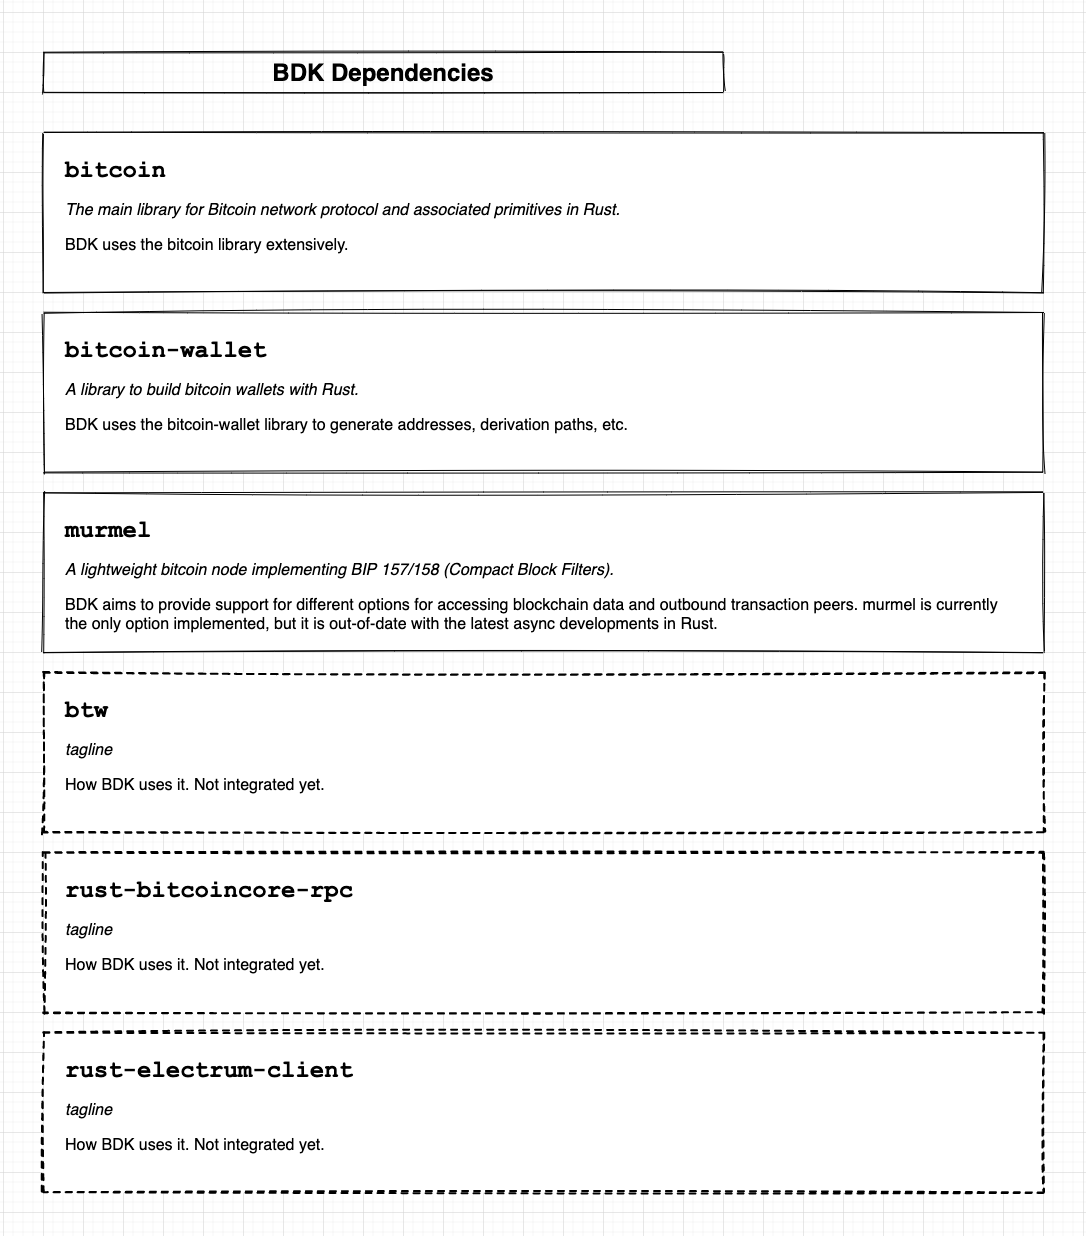 BDK Dependencies
bitcoin
The main library for Bitcoin network protocol and associated primitives in Rust.
BDK uses the bitcoin library extensively.
bitcoin-wallet
A library to build bitcoin wallets with Rust.
BDK uses the bitcoin-wallet library to generate addresses, derivation paths, etc.
murmel
A lightweight bitcoin node implementing BIP 157/158 (Compact Block Filters).
BDK aims to provide support for different options for accessing blockchain data and outbound transaction peers. murmel is currently
the only option implemented, but it is out-of-date with the latest async developments in Rust.
btw
tagline
How BDK uses it. Not integrated yet.
rust-bitcoincore-rpc
tagline
How BDK uses it. Not integrated yet.
rust-electrum-client
tagline
How BDK uses it. Not integrated yet.